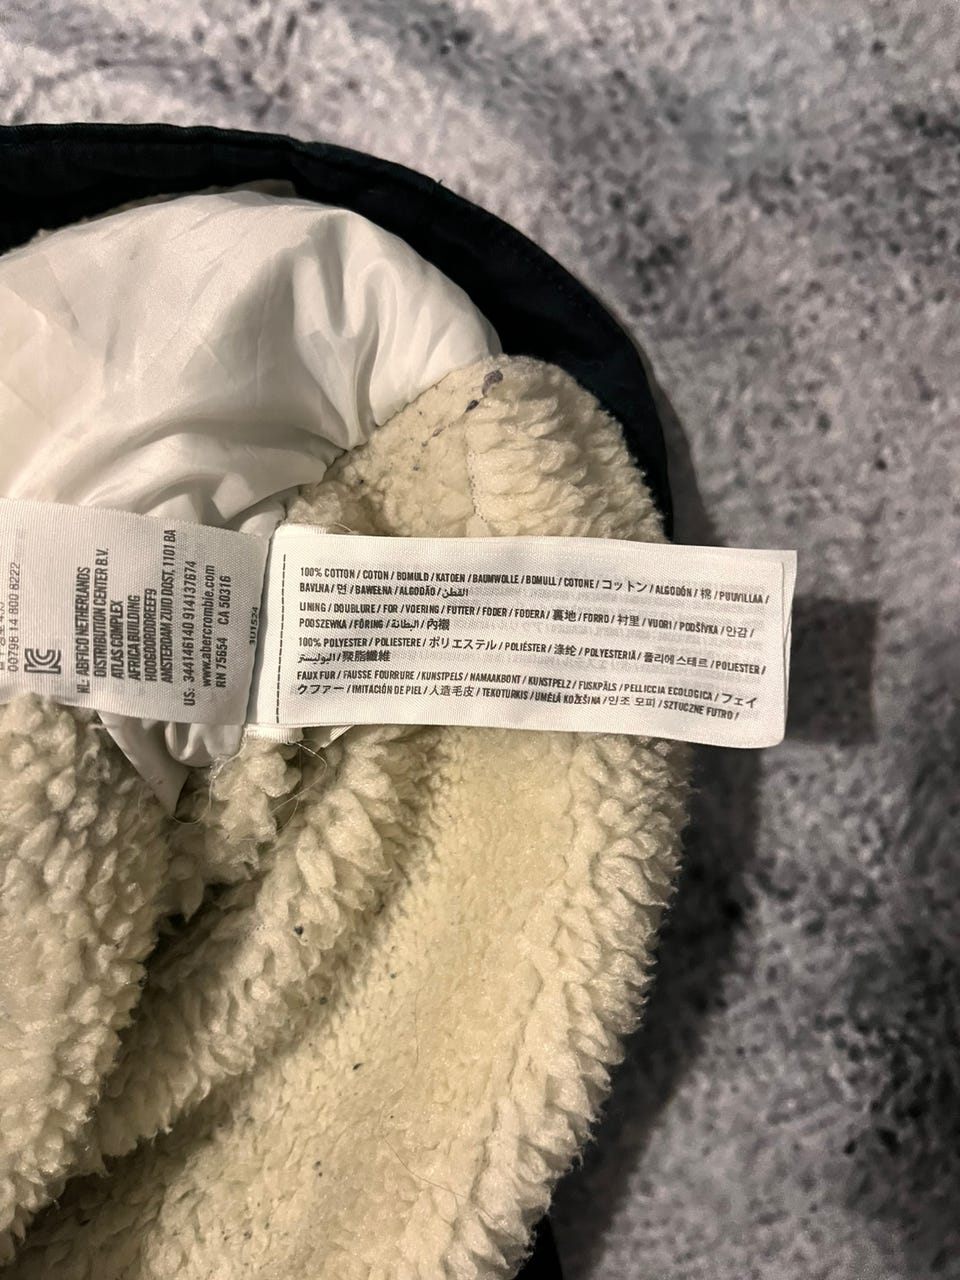 00798 14 800 8222
NL: ABFICO NETHERLANDS
DISTRIBUTION CENTER B.V.
ATLAS COMPLEX
AFRICA BUILDING
HOOGOORDDREEF9
AMSTERDAM ZUID OOST, 1101 BA
US: 344146140 914137674
www.abercrombie.com
RN 75654 CA 50316
100% COTTON / COTON / BOMULD / KATOEN / BAUMWOLLE / BOMULL / COTONE / コットン / ALGODÓN / 棉 / PUUVILLAA /
BAVLNA / 면 / BAWEŁNA / ALGODÃO / القطن
LINING / DOUBLURE / FOR / VOERING / FUTTER / FODER / FODERA / 裏地 / FORRO / 衬里 / VUORI / PODŠÍVKA / 안감 /
PODSZEWKA / FÔRING / البطانة / 內襯
100% POLYESTER / POLIESTERE / ポリエステル / POLIÉSTER / 涤纶 / POLYESTERIÄ / 폴리에스테르 / POLIESTER /
البوليستر / 聚脂纖維
FAUX FUR / FAUSSE FOURRURE / KUNSTPELS / NAMAAKBONT / KUNSTPELZ / FUSKPÄLS / PELLICCIA ECOLOGICA / フェイ
クファー / IMITACIÓN DE PIEL / 人造毛皮 / TEKOTURKIS / UMĚLÁ KOŽEŠINA / 인조 모피 / SZTUCZNE FUTRO /